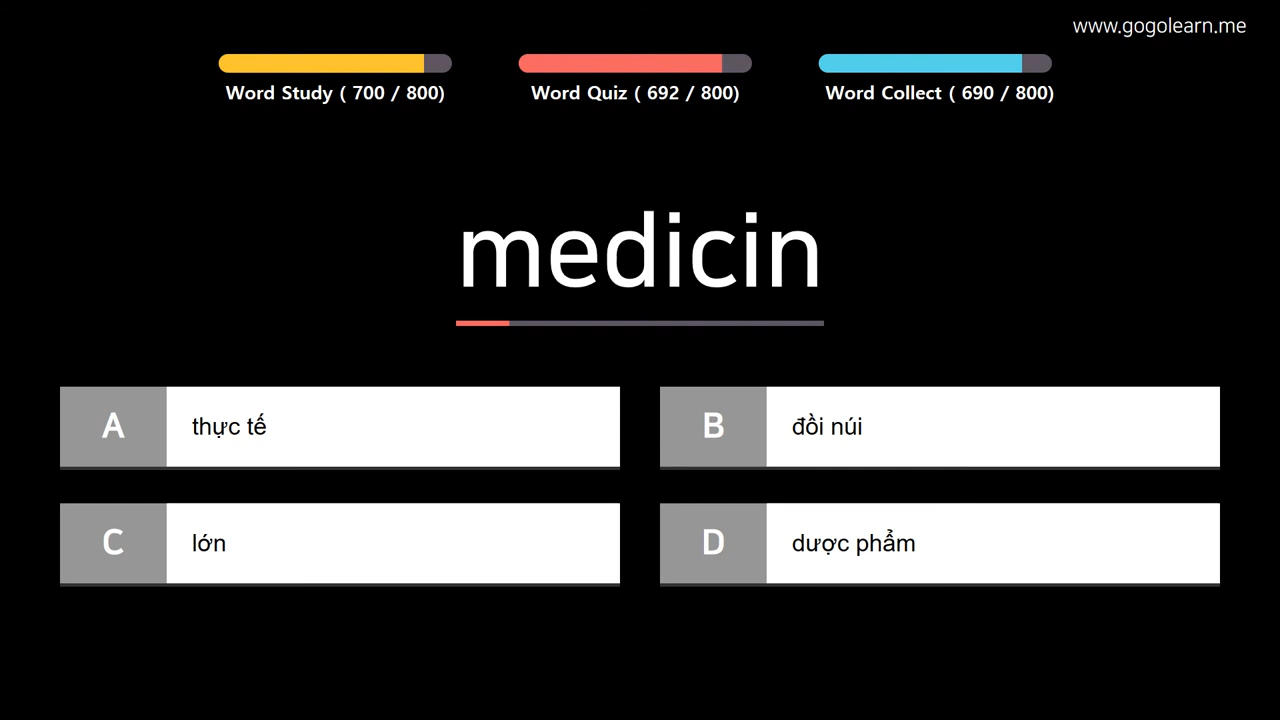 www.gogolearn.me
Word Study ( 700 / 800)
Word Quiz ( 692 / 800)
Word Collect ( 690 / 800)
medicin
A thực tế
B đồi núi
C lớn
D dược phẩm